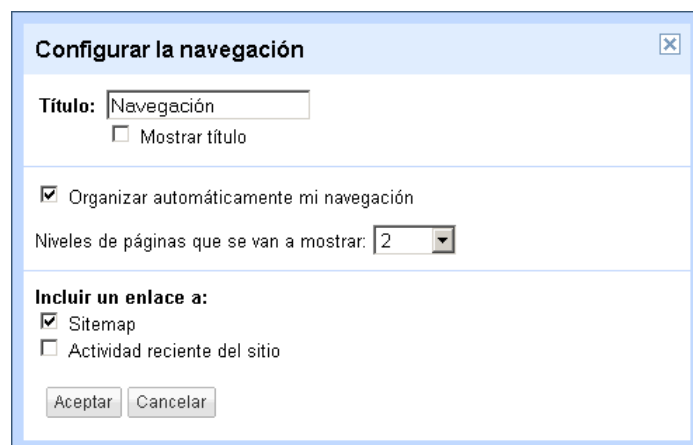 Configurar la navegación
Título: Navegación
Mostrar título
Organizar automáticamente mi navegación
Niveles de páginas que se van a mostrar: 2
Incluir un enlace a:
Sitemap
Actividad reciente del sitio
Aceptar Cancelar